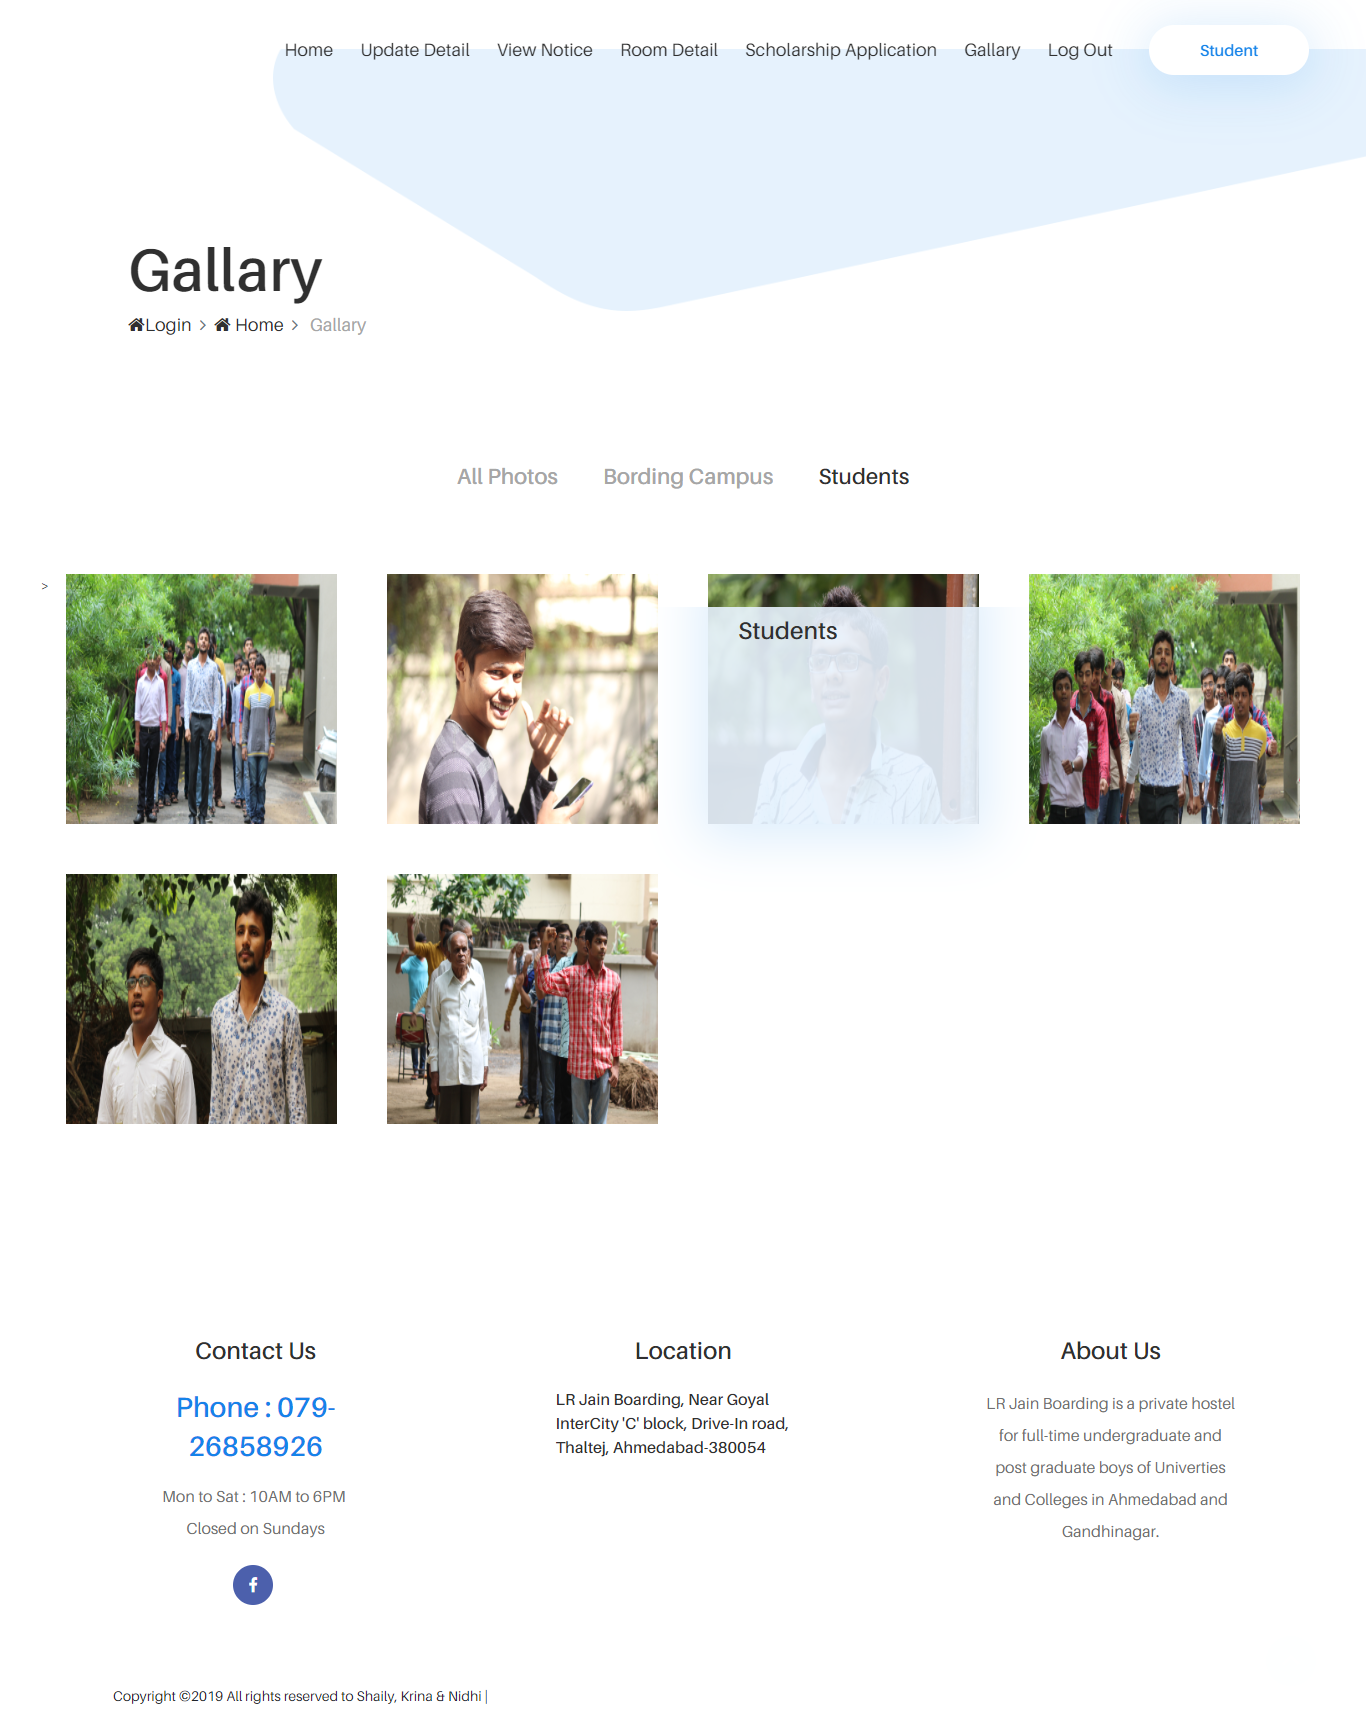 Home Update Detail View Notice Room Detail Scholarship Application Gallary Log Out Student
Gallary
Login > Home > Gallary
All Photos Bording Campus Students
>
Students
Contact Us
Phone : 079-
26858926
Mon to Sat : 10AM to 6PM
Closed on Sundays
Location
LR Jain Boarding, Near Goyal
InterCity 'C' block, Drive-In road,
Thaltej, Ahmedabad-380054
About Us
LR Jain Boarding is a private hostel
for full-time undergraduate and
post graduate boys of Univerties
and Colleges in Ahmedabad and
Gandhinagar.
Copyright ©2019 All rights reserved to Shaily, Krina & Nidhi |